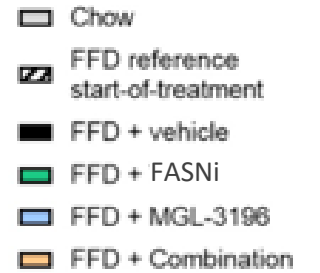 Chow
FFD reference
start-of-treatment
FFD + vehicle
FFD + FASNi
FFD + MGL-3196
FFD + Combination